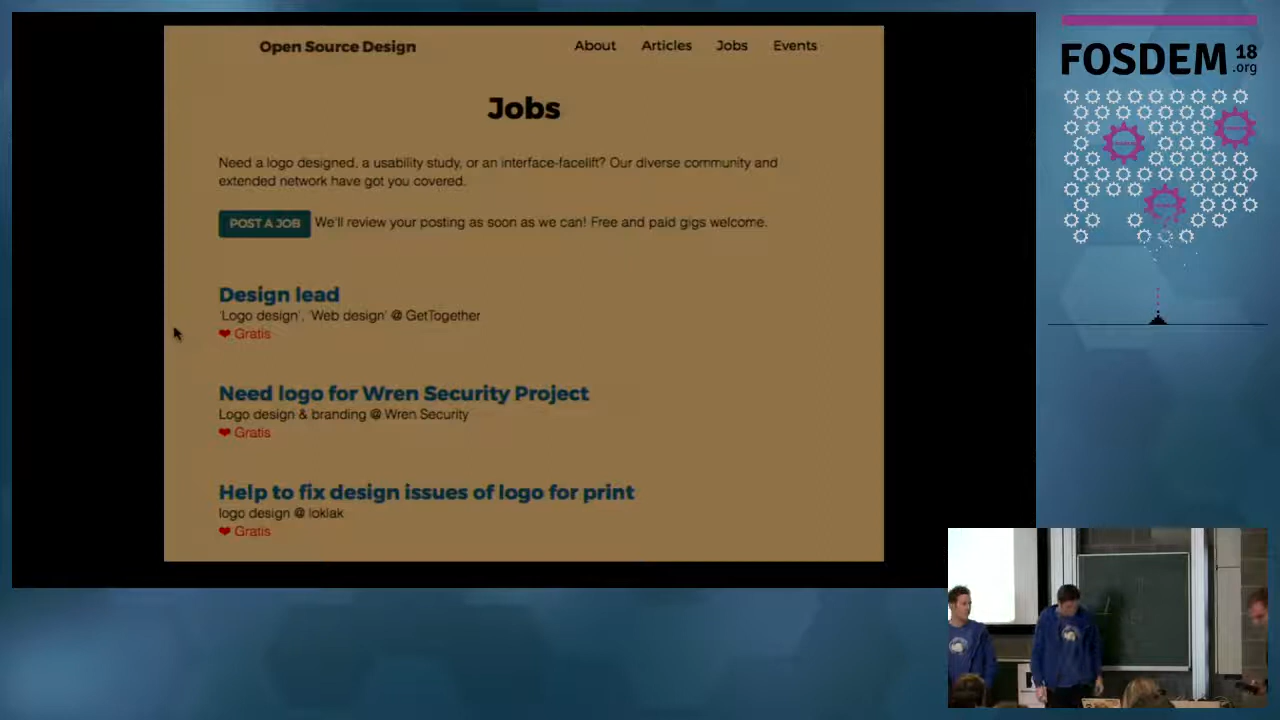 Open Source Design
About Articles Jobs Events
Jobs
Need a logo designed, a usability study, or an interface-facelift? Our diverse community and
extended network have got you covered.
POST A JOB We'll review your posting as soon as we can! Free and paid gigs welcome.
Design lead
'Logo design', 'Web design' @ GetTogether
❤ Gratis
Need logo for Wren Security Project
Logo design & branding @ Wren Security
❤ Gratis
Help to fix design issues of logo for print
logo design @ loklak
❤ Gratis
FOSDEM 18
.org